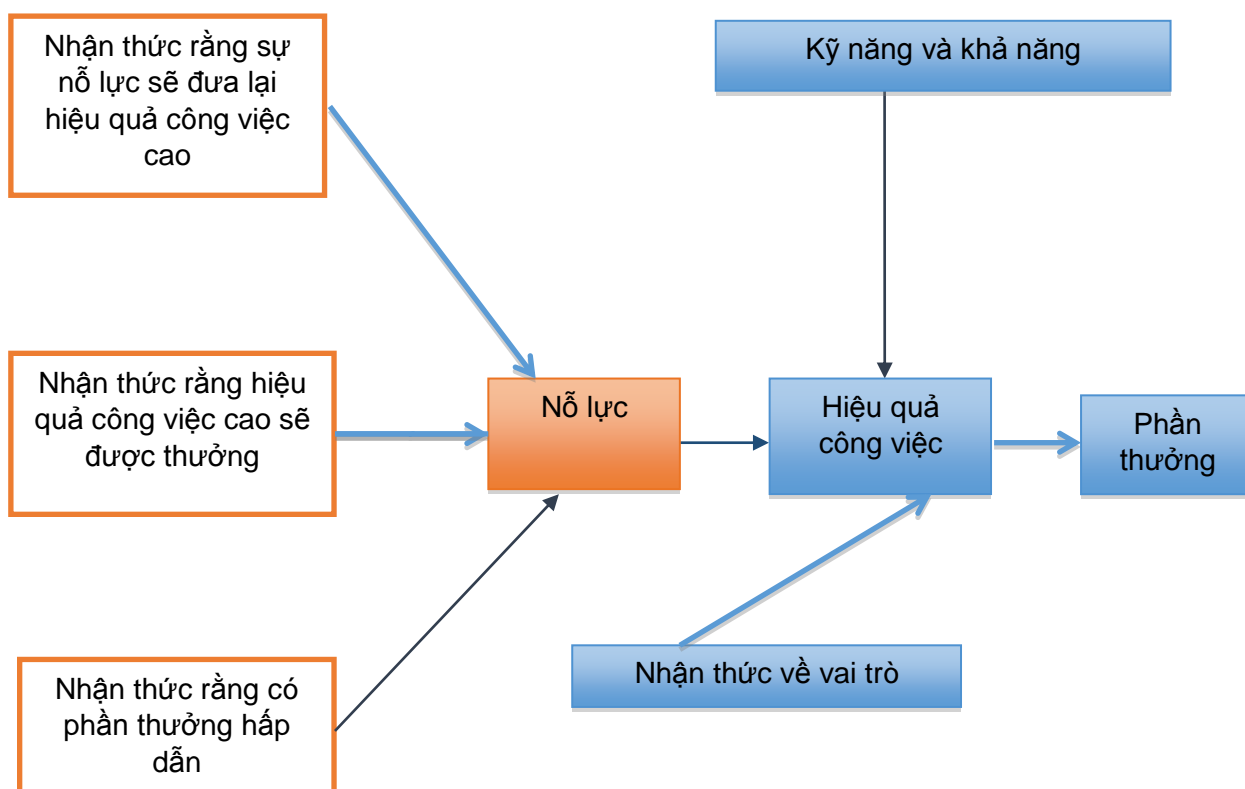 Nhận thức rằng sự
nỗ lực sẽ đưa lại
hiệu quả công việc
cao
Kỹ năng và khả năng
Nhận thức rằng hiệu
quả công việc cao sẽ
được thưởng
Nỗ lực
Hiệu quả
công việc
Phần
thưởng
Nhận thức về vai trò
Nhận thức rằng có
phần thưởng hấp
dẫn